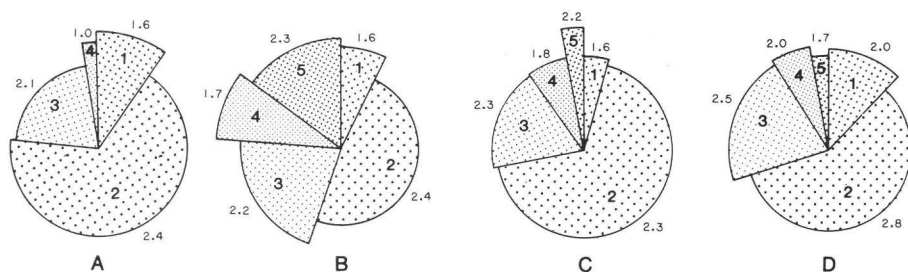 1.0 1.6 4 1 2.1 3 2 2.4 A
2.3 1.6 5 1 1.7 4 2 3 2.2 2.4 B
2.2 5 1.8 1.6 4 1 2.3 3 2 2.3 C
2.0 1.7 2.0 4 5 1 2.5 3 2 2.8 D